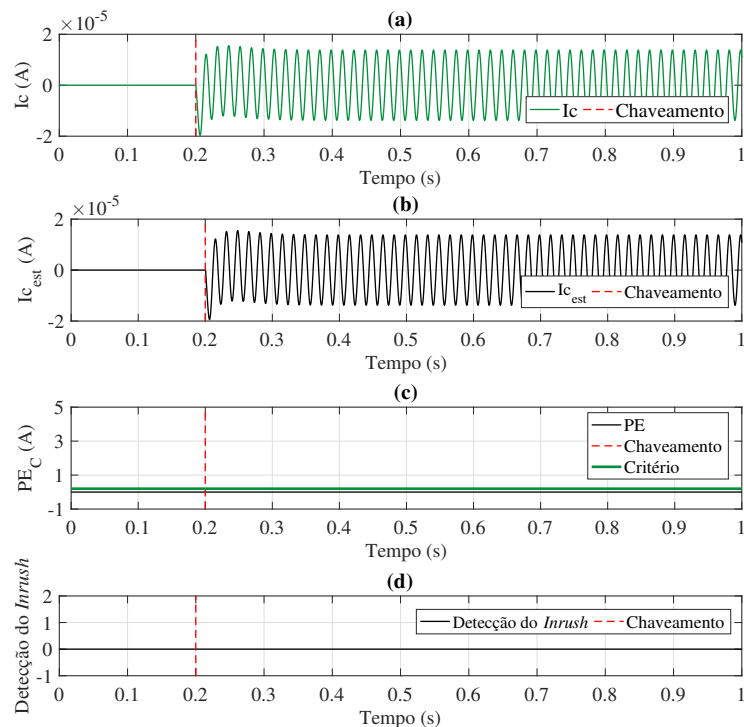 (a)
×10⁻⁵
2
0
-2
Ic (A)
Ic Chaveamento
0 0.1 0.2 0.3 0.4 0.5 0.6 0.7 0.8 0.9 1
Tempo (s)
(b)
×10⁻⁵
2
0
-2
Ic_est (A)
Ic_est Chaveamento
0 0.1 0.2 0.3 0.4 0.5 0.6 0.7 0.8 0.9 1
Tempo (s)
(c)
5
3
1
-1
PE_C (A)
PE
Chaveamento
Critério
0 0.1 0.2 0.3 0.4 0.5 0.6 0.7 0.8 0.9 1
Tempo (s)
(d)
2
1
0
-1
Detecção do Inrush
Detecção do Inrush Chaveamento
0 0.1 0.2 0.3 0.4 0.5 0.6 0.7 0.8 0.9 1
Tempo (s)